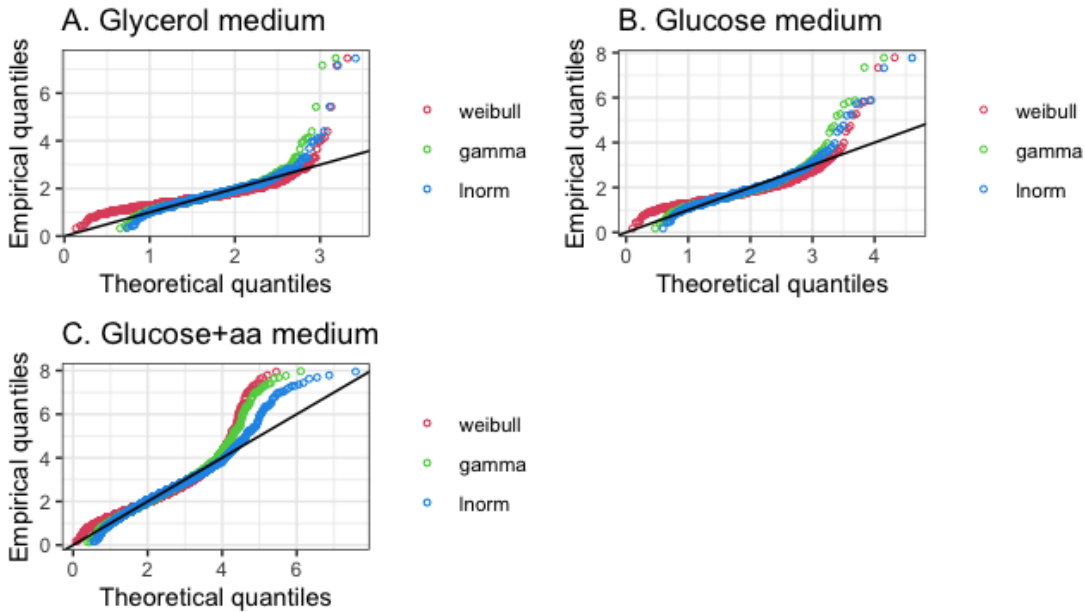 A. Glycerol medium
Empirical quantiles
6
4
2
0
0 1 2 3
Theoretical quantiles
weibull
gamma
lnorm
B. Glucose medium
Empirical quantiles
8
6
4
2
0
0 1 2 3 4
Theoretical quantiles
weibull
gamma
lnorm
C. Glucose+aa medium
Empirical quantiles
8
6
4
2
0
0 2 4 6
Theoretical quantiles
weibull
gamma
lnorm